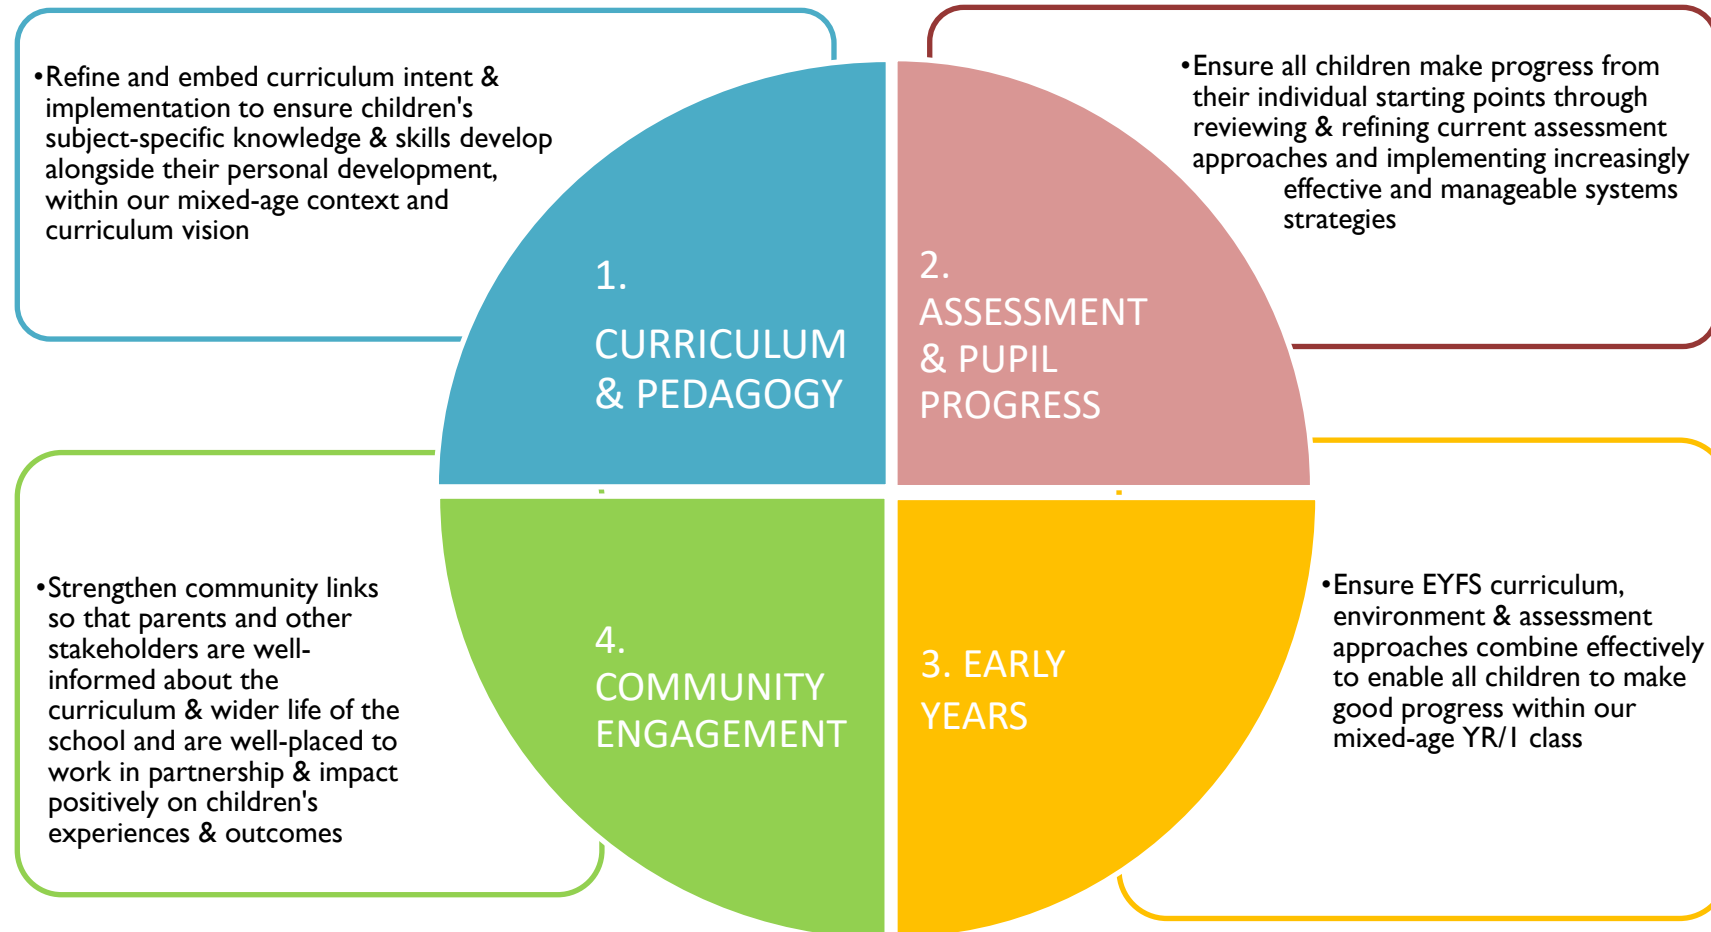 •Refine and embed curriculum intent &
implementation to ensure children's
subject-specific knowledge & skills develop
alongside their personal development,
within our mixed-age context and
curriculum vision
1.
CURRICULUM
& PEDAGOGY
•Ensure all children make progress from
their individual starting points through
reviewing & refining current assessment
approaches and implementing increasingly
effective and manageable systems
strategies
2.
ASSESSMENT
& PUPIL
PROGRESS
•Ensure EYFS curriculum,
environment & assessment
approaches combine effectively
to enable all children to make
good progress within our
mixed-age YR/1 class
3. EARLY
YEARS
•Strengthen community links
so that parents and other
stakeholders are well-
informed about the
curriculum & wider life of the
school and are well-placed to
work in partnership & impact
positively on children's
experiences & outcomes
4.
COMMUNITY
ENGAGEMENT